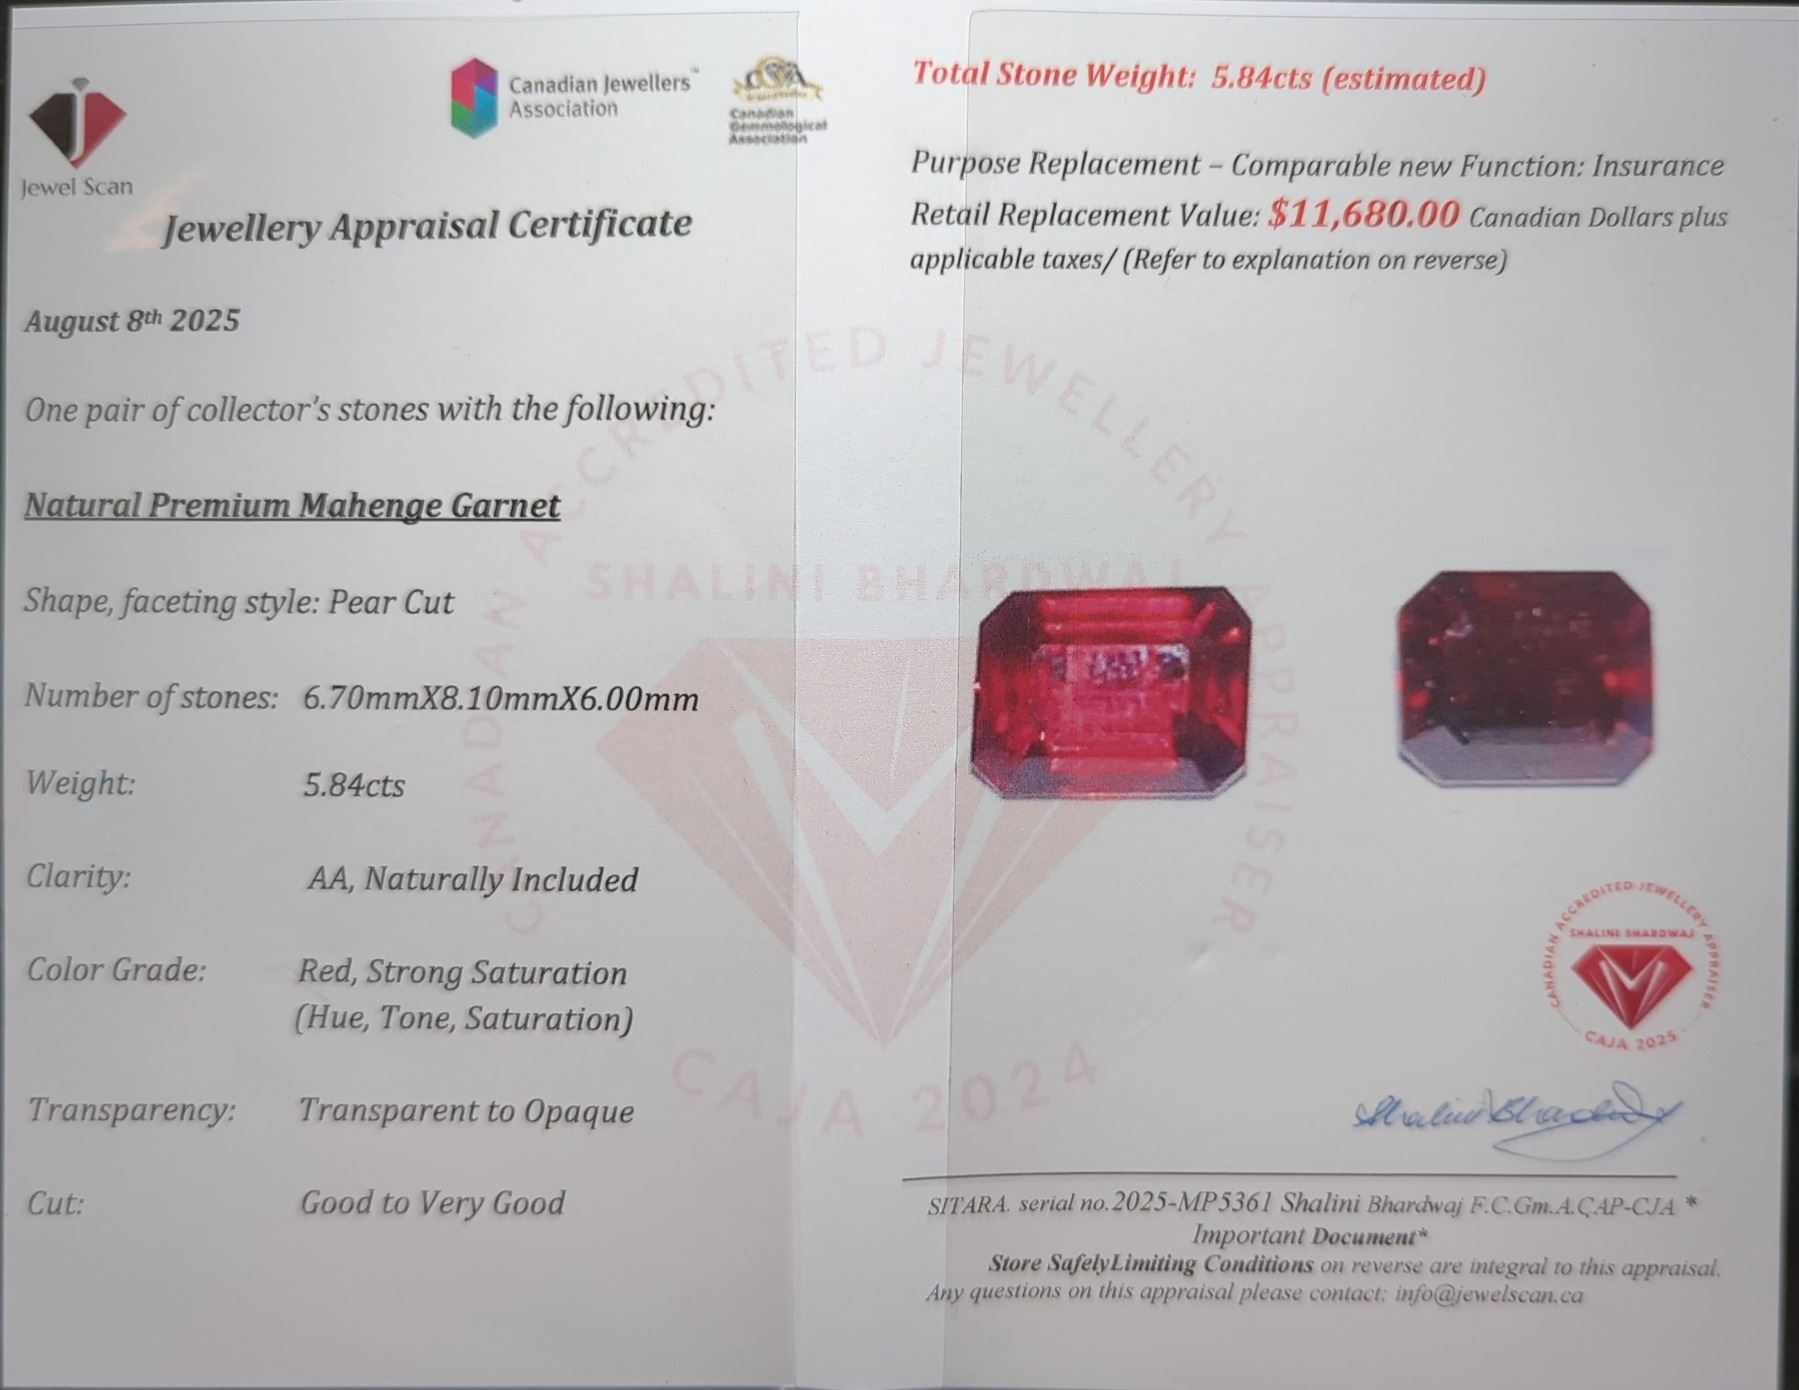 Jewel Scan
Canadian Jewellers™
Association
CGA
Canadian
Gemmological
Association
Jewellery Appraisal Certificate
August 8th 2025
One pair of collector's stones with the following:
Natural Premium Mahenge Garnet
Shape, faceting style: Pear Cut
Number of stones: 6.70mmX8.10mmX6.00mm
Weight: 5.84cts
Clarity: AA, Naturally Included
Color Grade: Red, Strong Saturation
(Hue, Tone, Saturation)
Transparency: Transparent to Opaque
Cut: Good to Very Good
Total Stone Weight: 5.84cts (estimated)
Purpose Replacement – Comparable new Function: Insurance
Retail Replacement Value: $11,680.00 Canadian Dollars plus
applicable taxes/ (Refer to explanation on reverse)
CANADIAN ACCREDITED JEWELLERY APPRAISER
SHALINI BHARDWAJ
CAJA 2024
CANADIAN ACCREDITED JEWELLERY APPRAISER
SHALINI BHARDWAJ
CAJA 2025
Shalini Bhardwaj
SITARA. serial no.2025-MP5361 Shalini Bhardwaj F.C.Gm.A.ÇAP-CJA *
Important Document*
Store SafelyLimiting Conditions on reverse are integral to this appraisal.
Any questions on this appraisal please contact: info@jewelscan.ca